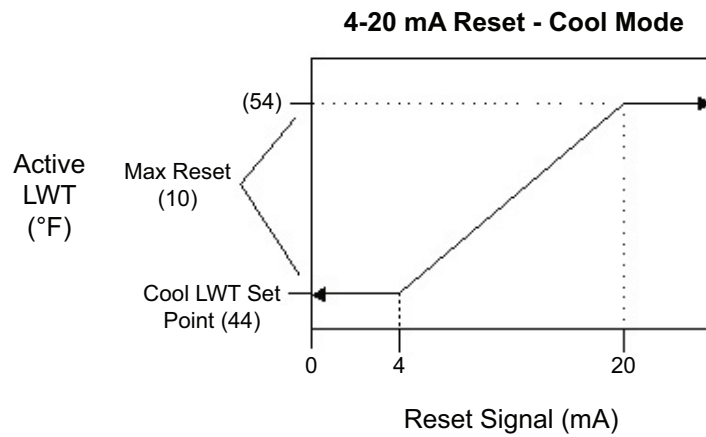 4-20 mA Reset - Cool Mode
(54)
Active
LWT
(°F)
Max Reset
(10)
Cool LWT Set
Point (44)
0
4
20
Reset Signal (mA)